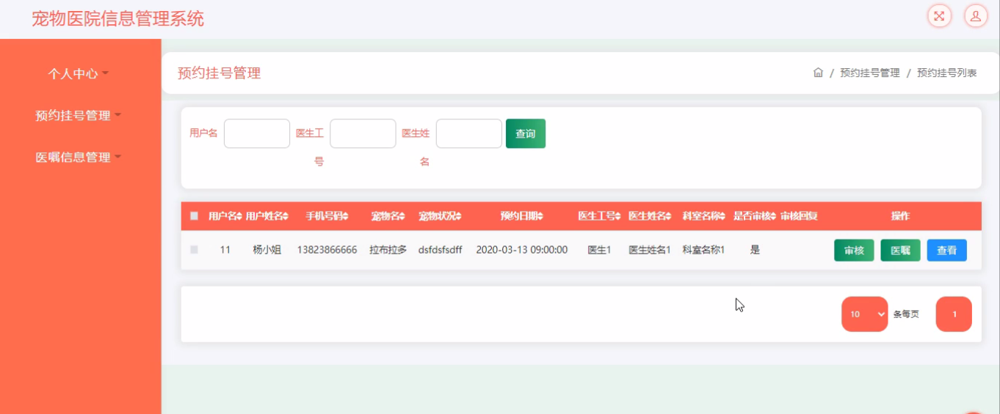 宠物医院信息管理系统
个人中心
预约挂号管理
医嘱信息管理
预约挂号管理
/ 预约挂号管理 / 预约挂号列表
用户名 医生工号 医生姓名 查询
用户名 用户姓名 手机号码 宠物名 宠物状况 预约日期 医生工号 医生姓名 科室名称 是否审核 审核回复 操作
11 杨小姐 13823866666 拉布拉多 dsfdsfsdff 2020-03-13 09:00:00 医生1 医生姓名1 科室名称1 是 审核 医嘱 查看
10 条每页 1